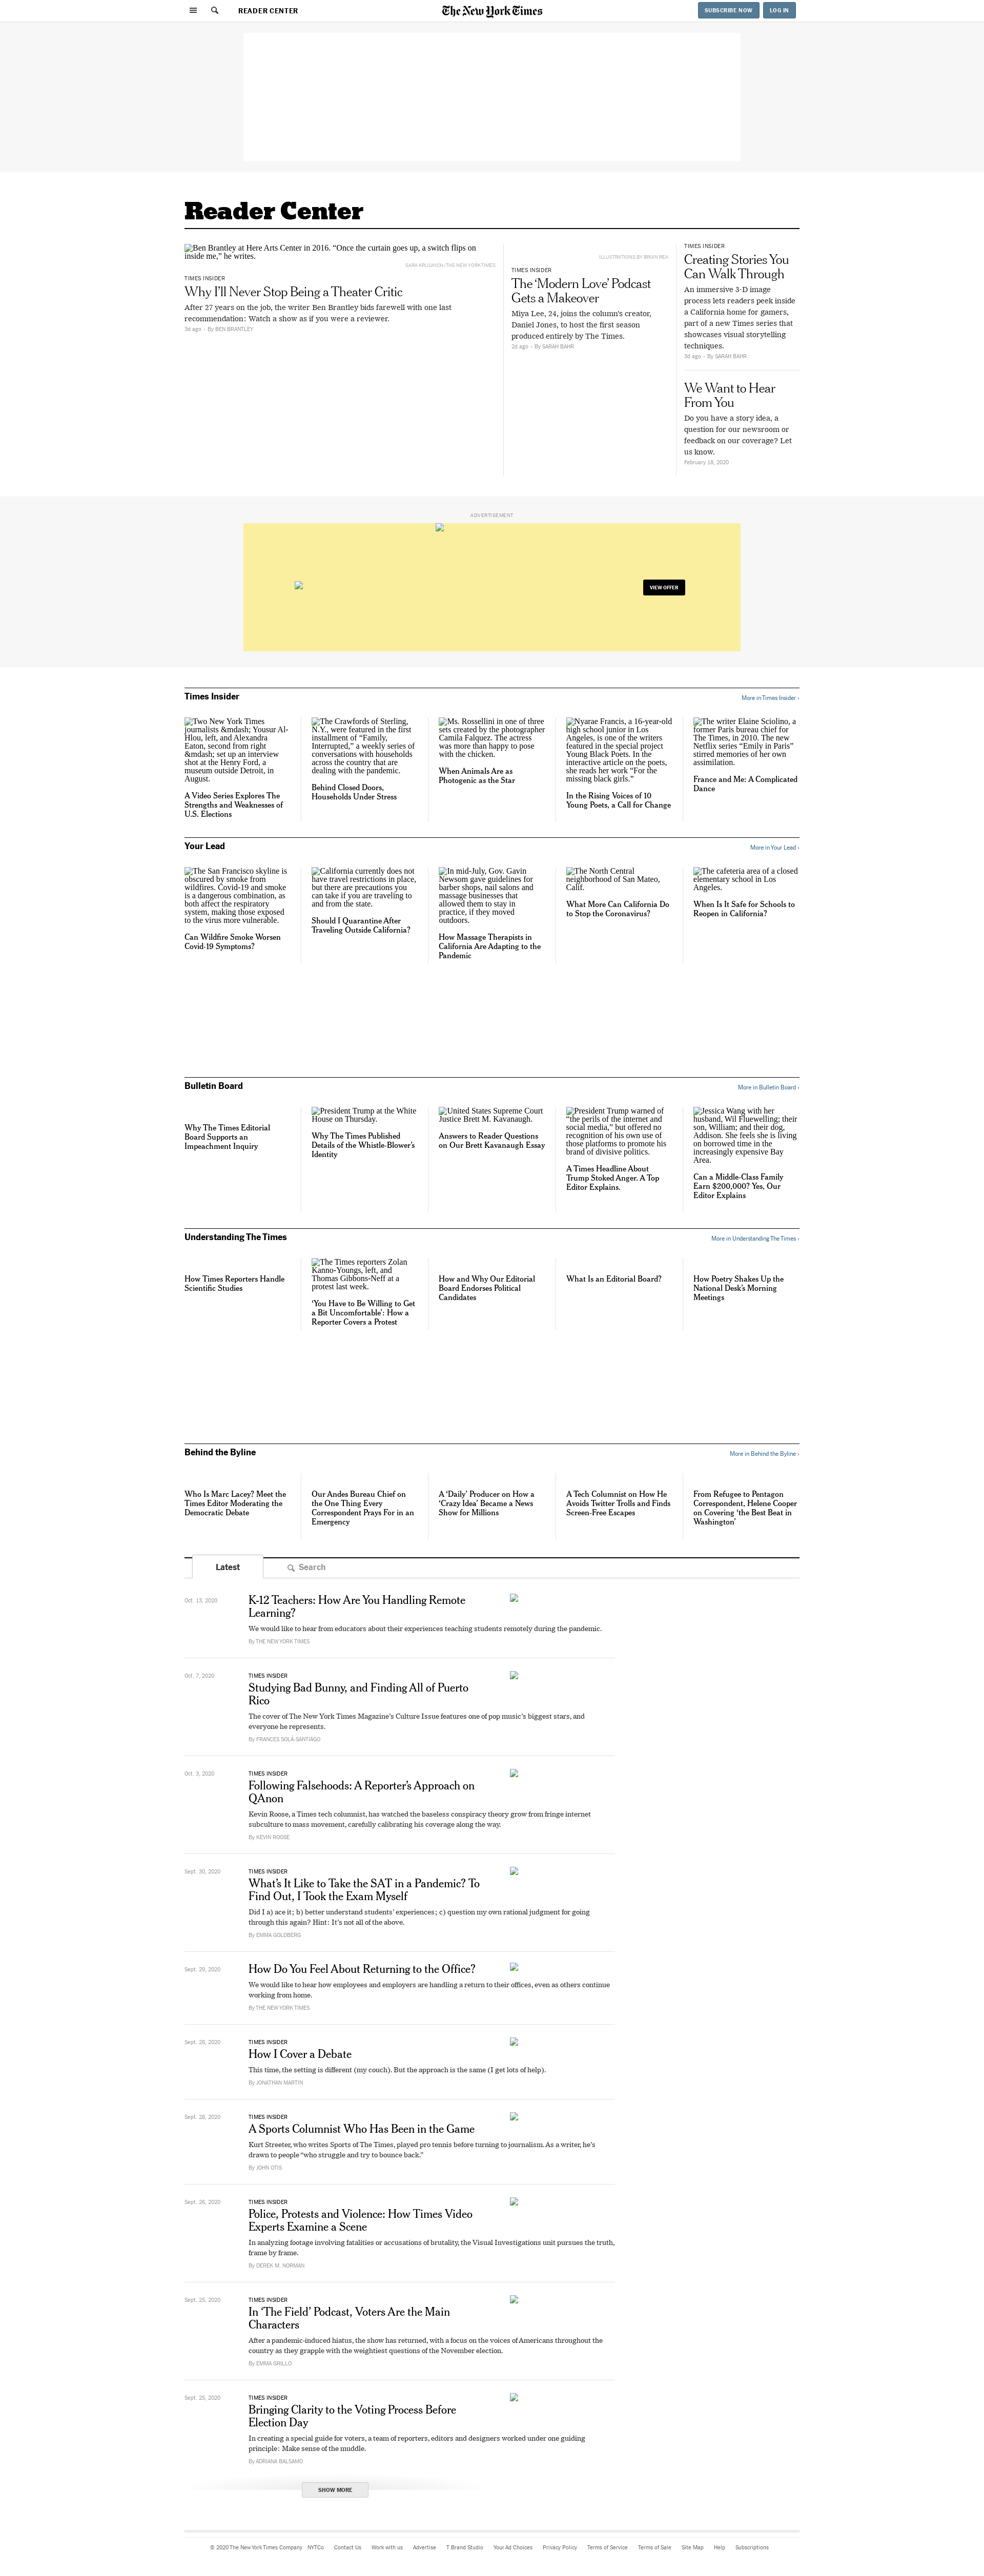 READER CENTER
The New York Times
SUBSCRIBE NOW
LOG IN
Reader Center
Ben Brantley at Here Arts Center in 2016. “Once the curtain goes up, a switch flips on
inside me,” he writes.
SARA KRULWICH / THE NEW YORK TIMES
TIMES INSIDER
Why I’ll Never Stop Being a Theater Critic
After 27 years on the job, the writer Ben Brantley bids farewell with one last
recommendation: Watch a show as if you were a reviewer.
3d ago - By BEN BRANTLEY
ILLUSTRATIONS BY BRIAN REA
TIMES INSIDER
The ‘Modern Love’ Podcast
Gets a Makeover
Miya Lee, 24, joins the column’s creator,
Daniel Jones, to host the first season
produced entirely by The Times.
2d ago - By SARAH BAHR
TIMES INSIDER
Creating Stories You
Can Walk Through
An immersive 3-D image
process lets readers peek inside
a California home for gamers,
part of a new Times series that
showcases visual storytelling
techniques.
3d ago - By SARAH BAHR
We Want to Hear
From You
Do you have a story idea, a
question for our newsroom or
feedback on our coverage? Let
us know.
February 18, 2020
ADVERTISEMENT
VIEW OFFER
Times Insider
More in Times Insider ›
Two New York Times
journalists &mdash; Yousur Al-
Hlou, left, and Alexandra
Eaton, second from right
&mdash; set up an interview
shot at the Henry Ford, a
museum outside Detroit, in
August.
A Video Series Explores The
Strengths and Weaknesses of
U.S. Elections
The Crawfords of Sterling,
N.Y., were featured in the first
installment of “Family,
Interrupted,” a weekly series of
conversations with households
across the country that are
dealing with the pandemic.
Behind Closed Doors,
Households Under Stress
Ms. Rossellini in one of three
sets created by the photographer
Camila Falquez. The actress
was more than happy to pose
with the chicken.
When Animals Are as
Photogenic as the Star
Nyarae Francis, a 16-year-old
high school junior in Los
Angeles, is one of the writers
featured in the special project
Young Black Poets. In the
interactive article on the poets,
she reads her work “For the
missing black girls.”
In the Rising Voices of 10
Young Poets, a Call for Change
The writer Elaine Sciolino, a
former Paris bureau chief for
The Times, in 2010. The new
Netflix series “Emily in Paris”
stirred memories of her own
assimilation.
France and Me: A Complicated
Dance
Your Lead
More in Your Lead ›
The San Francisco skyline is
obscured by smoke from
wildfires. Covid-19 and smoke
is a dangerous combination, as
both affect the respiratory
system, making those exposed
to the virus more vulnerable.
Can Wildfire Smoke Worsen
Covid-19 Symptoms?
California currently does not
have travel restrictions in place,
but there are precautions you
can take if you are traveling to
and from the state.
Should I Quarantine After
Traveling Outside California?
In mid-July, Gov. Gavin
Newsom gave guidelines for
barber shops, nail salons and
massage businesses that
allowed them to stay in
practice, if they moved
outdoors.
How Massage Therapists in
California Are Adapting to the
Pandemic
The North Central
neighborhood of San Mateo,
Calif.
What More Can California Do
to Stop the Coronavirus?
The cafeteria area of a closed
elementary school in Los
Angeles.
When Is It Safe for Schools to
Reopen in California?
Bulletin Board
More in Bulletin Board ›
Why The Times Editorial
Board Supports an
Impeachment Inquiry
President Trump at the White
House on Thursday.
Why The Times Published
Details of the Whistle-Blower’s
Identity
United States Supreme Court
Justice Brett M. Kavanaugh.
Answers to Reader Questions
on Our Brett Kavanaugh Essay
President Trump warned of
“the perils of the internet and
social media,” but offered no
recognition of his own use of
those platforms to promote his
brand of divisive politics.
A Times Headline About
Trump Stoked Anger. A Top
Editor Explains.
Jessica Wang with her
husband, Wil Fluewelling; their
son, William; and their dog,
Addison. She feels she is living
on borrowed time in the
increasingly expensive Bay
Area.
Can a Middle-Class Family
Earn $200,000? Yes, Our
Editor Explains
Understanding The Times
More in Understanding The Times ›
How Times Reporters Handle
Scientific Studies
The Times reporters Zolan
Kanno-Youngs, left, and
Thomas Gibbons-Neff at a
protest last week.
‘You Have to Be Willing to Get
a Bit Uncomfortable’: How a
Reporter Covers a Protest
How and Why Our Editorial
Board Endorses Political
Candidates
What Is an Editorial Board?
How Poetry Shakes Up the
National Desk’s Morning
Meetings
Behind the Byline
More in Behind the Byline ›
Who Is Marc Lacey? Meet the
Times Editor Moderating the
Democratic Debate
Our Andes Bureau Chief on
the One Thing Every
Correspondent Prays For in an
Emergency
A ‘Daily’ Producer on How a
‘Crazy Idea’ Became a News
Show for Millions
A Tech Columnist on How He
Avoids Twitter Trolls and Finds
Screen-Free Escapes
From Refugee to Pentagon
Correspondent, Helene Cooper
on Covering ‘the Best Beat in
Washington’
Latest
Search
Oct. 13, 2020
K-12 Teachers: How Are You Handling Remote
Learning?
We would like to hear from educators about their experiences teaching students remotely during the pandemic.
By THE NEW YORK TIMES
Oct. 7, 2020
TIMES INSIDER
Studying Bad Bunny, and Finding All of Puerto
Rico
The cover of The New York Times Magazine’s Culture Issue features one of pop music’s biggest stars, and
everyone he represents.
By FRANCES SOLÁ-SANTIAGO
Oct. 3, 2020
TIMES INSIDER
Following Falsehoods: A Reporter’s Approach on
QAnon
Kevin Roose, a Times tech columnist, has watched the baseless conspiracy theory grow from fringe internet
subculture to mass movement, carefully calibrating his coverage along the way.
By KEVIN ROOSE
Sept. 30, 2020
TIMES INSIDER
What’s It Like to Take the SAT in a Pandemic? To
Find Out, I Took the Exam Myself
Did I a) ace it; b) better understand students’ experiences; c) question my own rational judgment for going
through this again? Hint: It’s not all of the above.
By EMMA GOLDBERG
Sept. 29, 2020
How Do You Feel About Returning to the Office?
We would like to hear how employees and employers are handling a return to their offices, even as others continue
working from home.
By THE NEW YORK TIMES
Sept. 28, 2020
TIMES INSIDER
How I Cover a Debate
This time, the setting is different (my couch). But the approach is the same (I get lots of help).
By JONATHAN MARTIN
Sept. 28, 2020
TIMES INSIDER
A Sports Columnist Who Has Been in the Game
Kurt Streeter, who writes Sports of The Times, played pro tennis before turning to journalism. As a writer, he’s
drawn to people “who struggle and try to bounce back.”
By JOHN OTIS
Sept. 26, 2020
TIMES INSIDER
Police, Protests and Violence: How Times Video
Experts Examine a Scene
In analyzing footage involving fatalities or accusations of brutality, the Visual Investigations unit pursues the truth,
frame by frame.
By DEREK M. NORMAN
Sept. 25, 2020
TIMES INSIDER
In ‘The Field’ Podcast, Voters Are the Main
Characters
After a pandemic-induced hiatus, the show has returned, with a focus on the voices of Americans throughout the
country as they grapple with the weightiest questions of the November election.
By EMMA GRILLO
Sept. 25, 2020
TIMES INSIDER
Bringing Clarity to the Voting Process Before
Election Day
In creating a special guide for voters, a team of reporters, editors and designers worked under one guiding
principle: Make sense of the muddle.
By ADRIANA BALSAMO
SHOW MORE
© 2020 The New York Times Company NYTCo Contact Us Work with us Advertise T Brand Studio Your Ad Choices Privacy Policy Terms of Service Terms of Sale Site Map Help Subscriptions